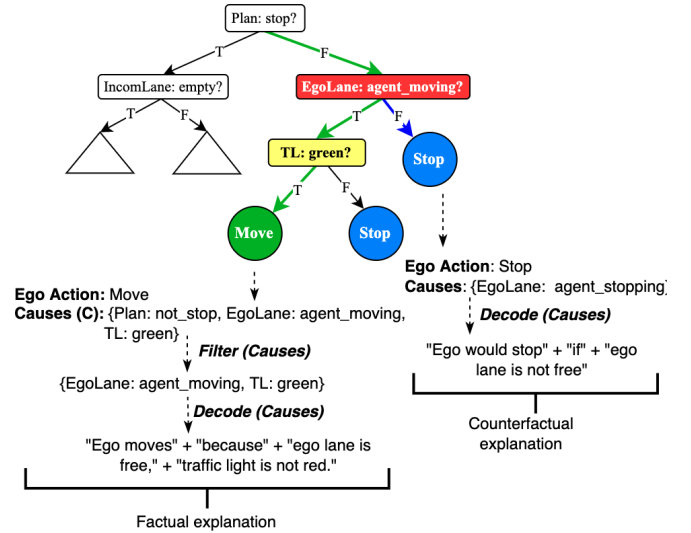 Plan: stop?
T
F
IncomLane: empty?
EgoLane: agent_moving?
T
F
T
F
TL: green?
Stop
T
F
Move
Stop
Ego Action: Move
Causes (C): {Plan: not_stop, EgoLane: agent_moving,
TL: green}
Filter (Causes)
{EgoLane: agent_moving, TL: green}
Decode (Causes)
"Ego moves" + "because" + "ego lane is
free," + "traffic light is not red."
Factual explanation
Ego Action: Stop
Causes: {EgoLane: agent_stopping}
Decode (Causes)
"Ego would stop" + "if" + "ego
lane is not free"
Counterfactual
explanation